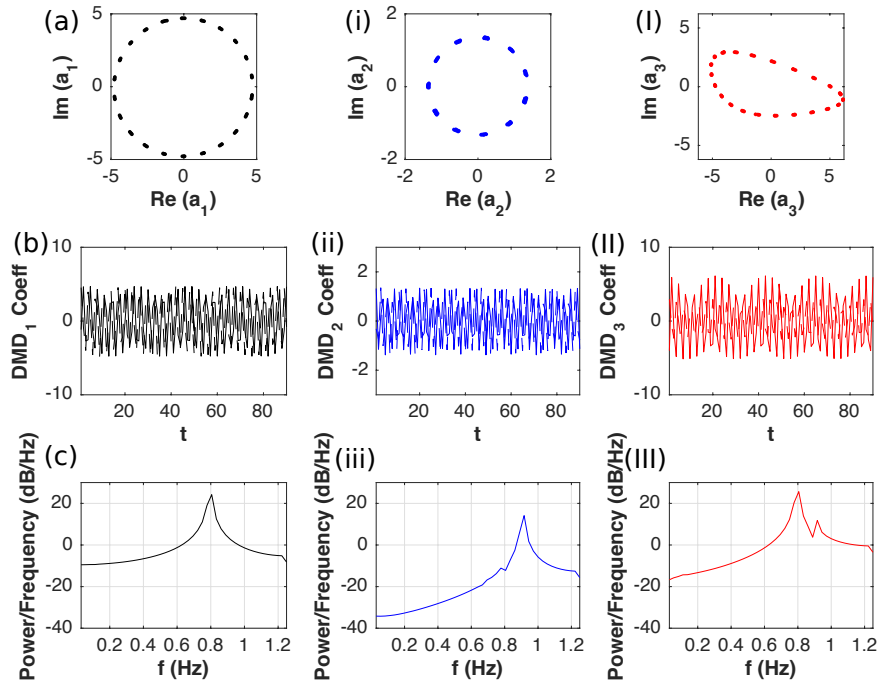 (a)
5
0
-5
Im (a1)
-5 0 5
Re (a1)
(i)
2
0
-2
Im (a2)
-2 0 2
Re (a2)
(I)
5
0
-5
Im (a3)
-5 0 5
Re (a3)
(b)
10
0
-10
DMD1 Coeff
20 40 60 80
t
(ii)
3
2
0
-2
-3
DMD2 Coeff
20 40 60 80
t
(II)
10
0
-10
DMD3 Coeff
20 40 60 80
t
(c)
20
0
-20
-40
Power/Frequency (dB/Hz)
0.2 0.4 0.6 0.8 1 1.2
f (Hz)
(iii)
20
0
-20
-40
Power/Frequency (dB/Hz)
0.2 0.4 0.6 0.8 1 1.2
f (Hz)
(III)
20
0
-20
-40
Power/Frequency (dB/Hz)
0.2 0.4 0.6 0.8 1 1.2
f (Hz)